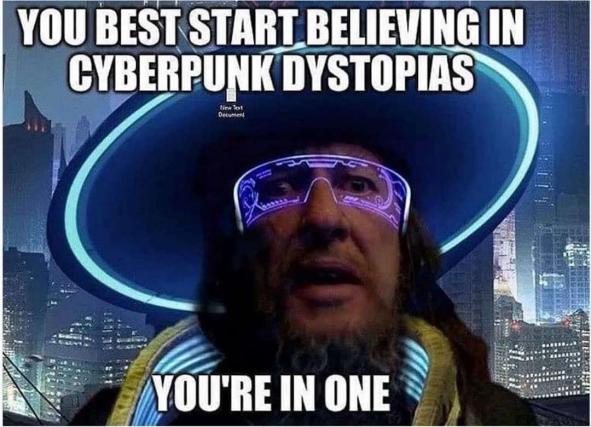 YOU BEST START BELIEVING IN
CYBERPUNK DYSTOPIAS
New Text
Document
YOU'RE IN ONE